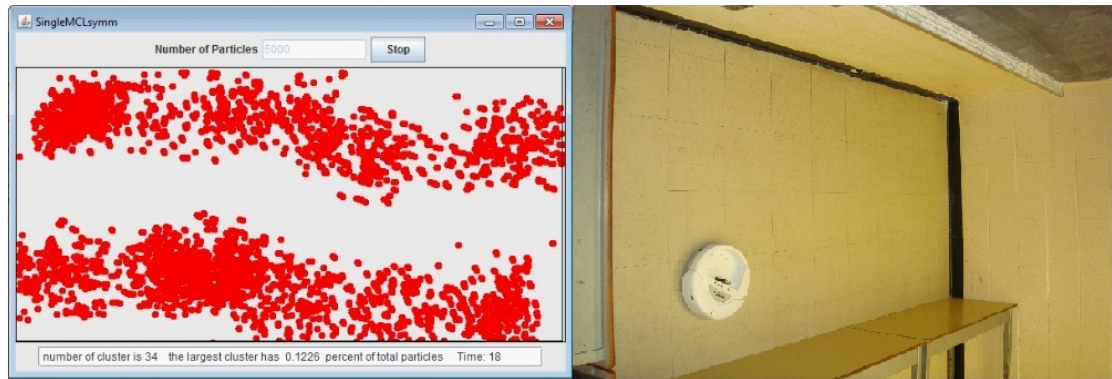 SingleMCLsymm
Number of Particles 5000 Stop
number of cluster is 34 the largest cluster has 0.1226 percent of total particles Time: 18